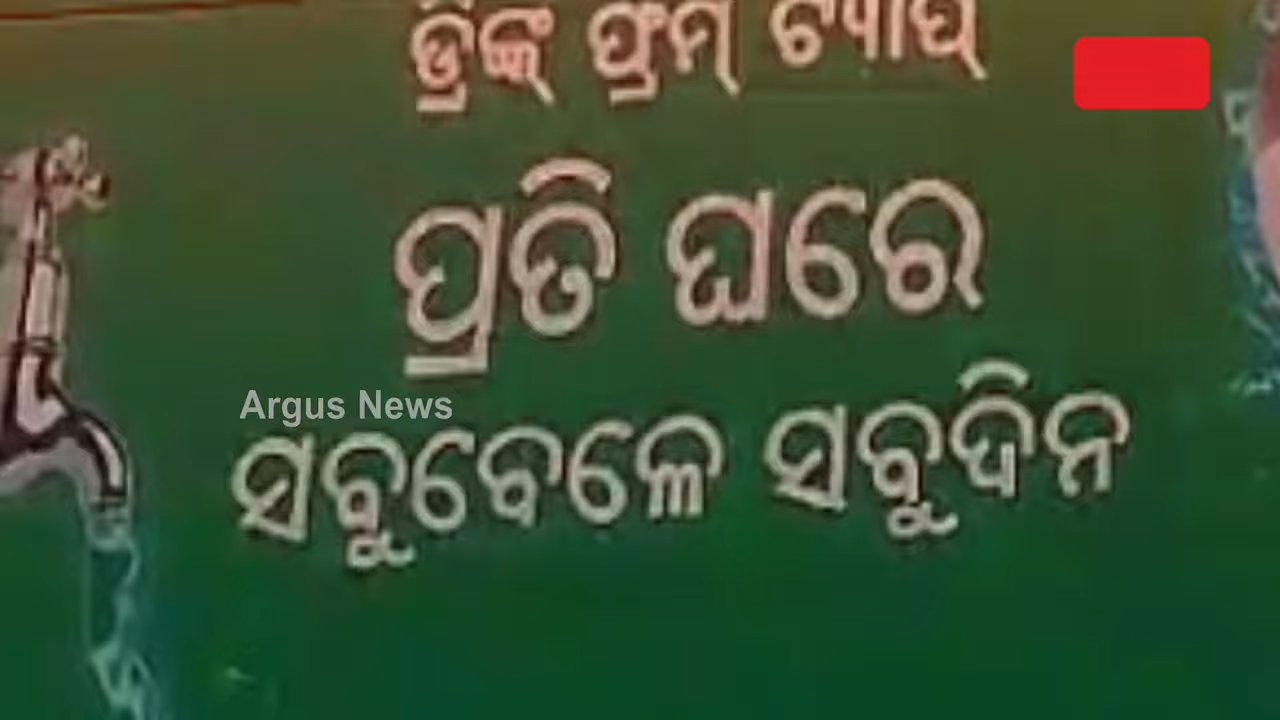 ଡ୍ରିଙ୍କ ଫ୍ରମ୍ ଟ୍ୟାପ୍
ପ୍ରତି ଘରେ
Argus News
ସବୁବେଳେ ସବୁଦିନ